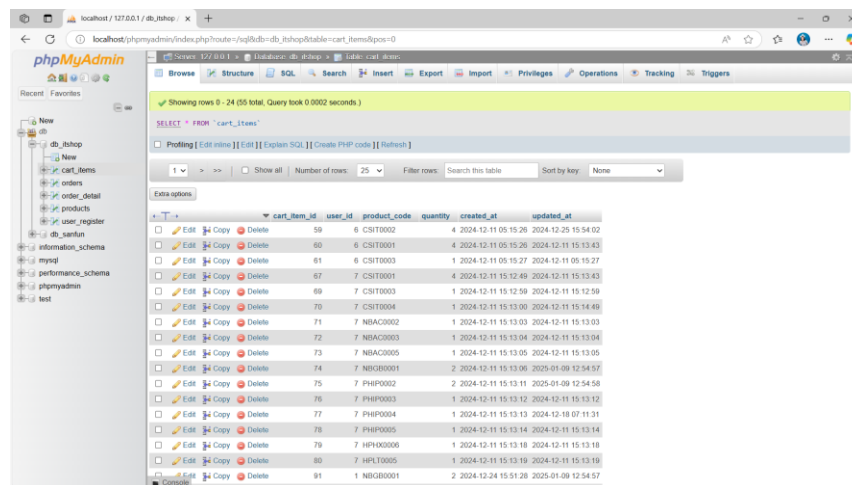 localhost / 127.0.0.1 / db_itshop /
localhost/phpmyadmin/index.php?route=/sql&db=db_itshop&table=cart_items&pos=0
phpMyAdmin
Recent Favorites
New
db
db_itshop
New
cart_items
orders
order_detail
products
user_register
db_sanfun
information_schema
mysql
performance_schema
phpmyadmin
test
Server: 127.0.0.1 » Database: db_itshop » Table: cart_items
Browse Structure SQL Search Insert Export Import Privileges Operations Tracking Triggers
Showing rows 0 - 24 (55 total, Query took 0.0002 seconds.)
SELECT * FROM `cart_items`
Profiling [ Edit inline ] [ Edit ] [ Explain SQL ] [ Create PHP code ] [ Refresh ]
1 > >> Show all Number of rows: 25 Filter rows: Search this table Sort by key: None
Extra options
cart_item_id user_id product_code quantity created_at updated_at
Edit Copy Delete 59 6 CSIT0002 4 2024-12-11 05:15:26 2024-12-25 15:54:02
Edit Copy Delete 60 6 CSIT0001 4 2024-12-11 05:15:26 2024-12-11 15:13:43
Edit Copy Delete 61 6 CSIT0003 1 2024-12-11 05:15:27 2024-12-11 05:15:27
Edit Copy Delete 67 7 CSIT0001 4 2024-12-11 15:12:49 2024-12-11 15:13:43
Edit Copy Delete 69 7 CSIT0003 1 2024-12-11 15:12:59 2024-12-11 15:12:59
Edit Copy Delete 70 7 CSIT0004 1 2024-12-11 15:13:00 2024-12-11 15:14:49
Edit Copy Delete 71 7 NBAC0002 1 2024-12-11 15:13:03 2024-12-11 15:13:03
Edit Copy Delete 72 7 NBAC0003 1 2024-12-11 15:13:04 2024-12-11 15:13:04
Edit Copy Delete 73 7 NBAC0005 1 2024-12-11 15:13:05 2024-12-11 15:13:05
Edit Copy Delete 74 7 NBGB0001 2 2024-12-11 15:13:06 2025-01-09 12:54:57
Edit Copy Delete 75 7 PHIP0002 2 2024-12-11 15:13:11 2025-01-09 12:54:58
Edit Copy Delete 76 7 PHIP0003 1 2024-12-11 15:13:12 2024-12-11 15:13:12
Edit Copy Delete 77 7 PHIP0004 1 2024-12-11 15:13:13 2024-12-18 07:11:31
Edit Copy Delete 78 7 PHIP0005 1 2024-12-11 15:13:14 2024-12-11 15:13:14
Edit Copy Delete 79 7 HPHX0006 1 2024-12-11 15:13:18 2024-12-11 15:13:18
Edit Copy Delete 80 7 HPLT0005 1 2024-12-11 15:13:19 2024-12-11 15:13:19
Edit Copy Delete 91 1 NBGB0001 2 2024-12-24 15:51:28 2025-01-09 12:54:57
Console